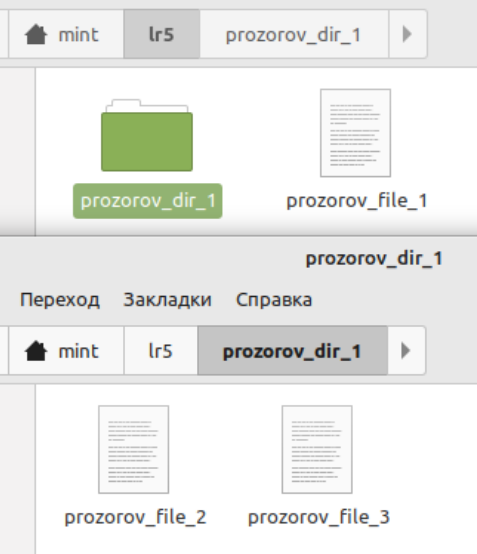 mint lr5 prozorov_dir_1
prozorov_dir_1 prozorov_file_1
prozorov_dir_1
Переход Закладки Справка
mint lr5 prozorov_dir_1
prozorov_file_2 prozorov_file_3